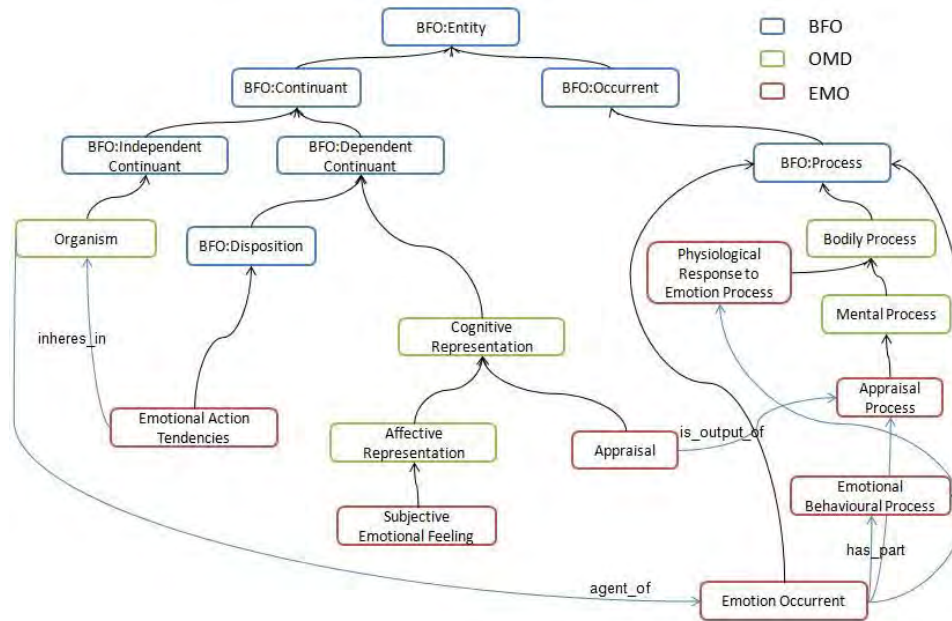 BFO:Entity
BFO
OMD
EMO
BFO:Continuant
BFO:Occurrent
BFO:Independent
Continuant
BFO:Dependent
Continuant
BFO:Process
Organism
BFO:Disposition
Bodily Process
Physiological
Response to
Emotion Process
Mental Process
inheres_in
Cognitive
Representation
Appraisal
Process
Emotional Action
Tendencies
Affective
Representation
Appraisal
is_output_of
Emotional
Behavioural Process
Subjective
Emotional Feeling
has_part
agent_of
Emotion Occurrent